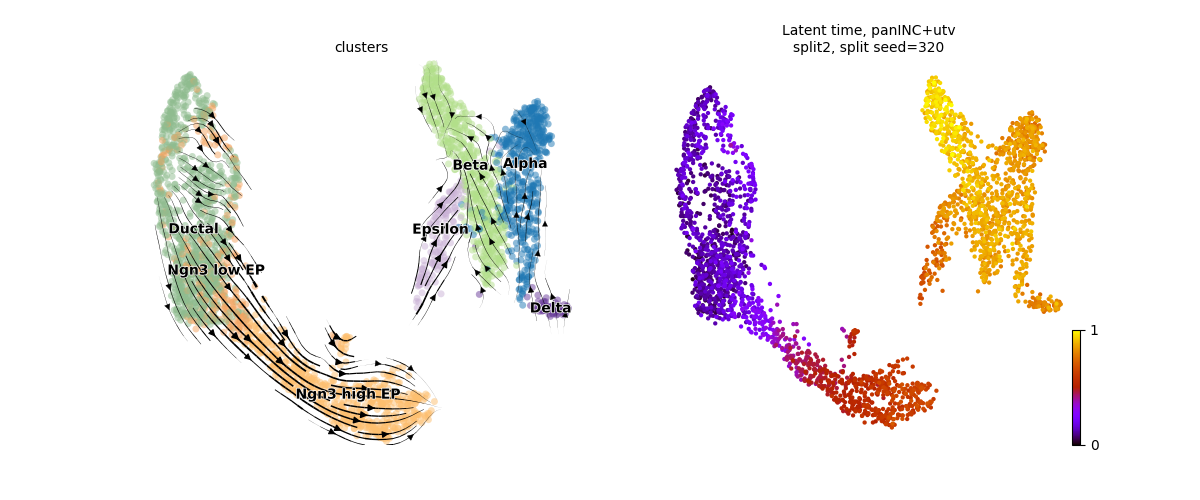 clusters
Beta
Alpha
Ductal
Epsilon
Ngn3 low EP
Delta
Ngn3 high EP
Latent time, panINC+utv
split2, split seed=320
1
0